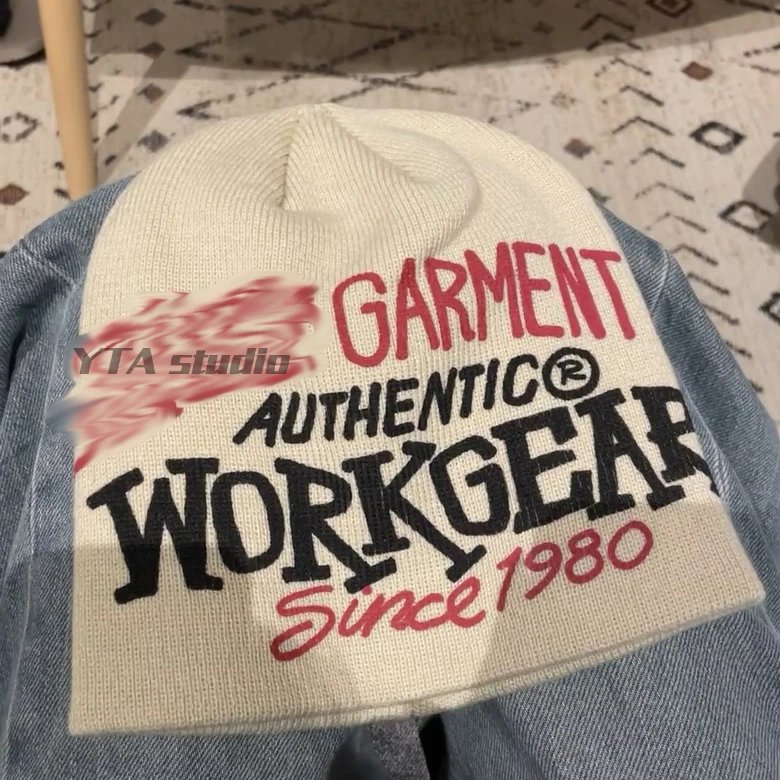 GARMENT
YTA studio
AUTHENTIC®
WORKGEAR
Since 1980